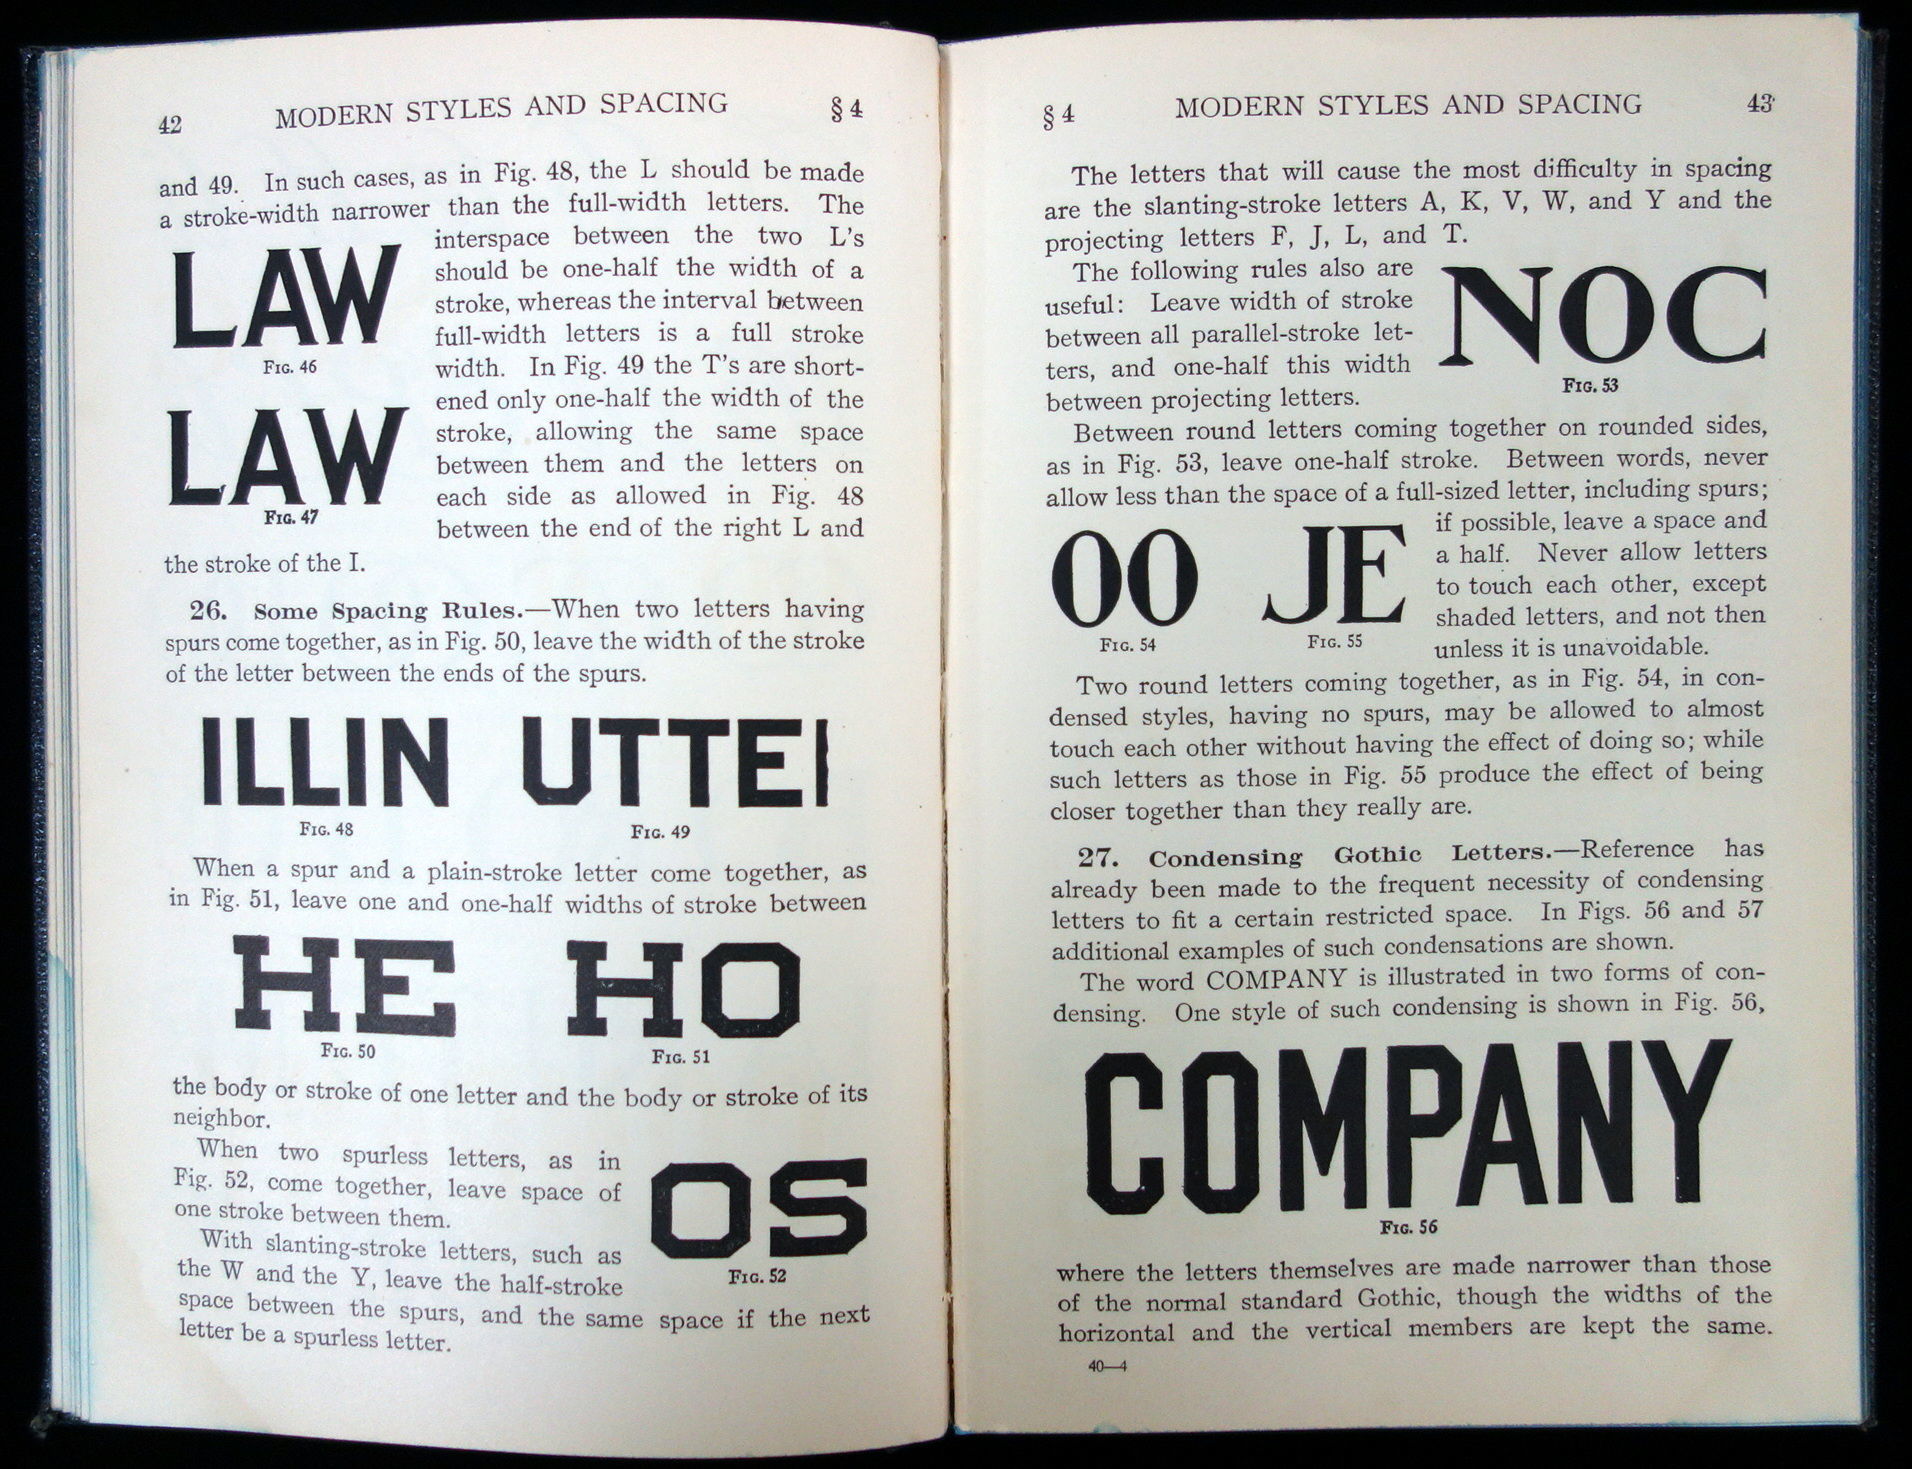 42 MODERN STYLES AND SPACING § 4
and 49. In such cases, as in Fig. 48, the L should be made
a stroke-width narrower than the full-width letters. The
LAW
Fig. 46
LAW
Fig. 47
interspace between the two L's
should be one-half the width of a
stroke, whereas the interval between
full-width letters is a full stroke
width. In Fig. 49 the T's are short-
ened only one-half the width of the
stroke, allowing the same space
between them and the letters on
each side as allowed in Fig. 48
between the end of the right L and
the stroke of the I.
26. Some Spacing Rules.—When two letters having
spurs come together, as in Fig. 50, leave the width of the stroke
of the letter between the ends of the spurs.
ILLIN UTTEI
Fig. 48 Fig. 49
When a spur and a plain-stroke letter come together, as
in Fig. 51, leave one and one-half widths of stroke between
HE HO
Fig. 50 Fig. 51
the body or stroke of one letter and the body or stroke of its
neighbor.
When two spurless letters, as in
Fig. 52, come together, leave space of
one stroke between them.
With slanting-stroke letters, such as
the W and the Y, leave the half-stroke
OS
Fig. 52
space between the spurs, and the same space if the next
letter be a spurless letter.
§ 4 MODERN STYLES AND SPACING 43
The letters that will cause the most difficulty in spacing
are the slanting-stroke letters A, K, V, W, and Y and the
projecting letters F, J, L, and T.
The following rules also are
useful: Leave width of stroke
between all parallel-stroke let-
ters, and one-half this width
between projecting letters.
NOC
Fig. 53
Between round letters coming together on rounded sides,
as in Fig. 53, leave one-half stroke. Between words, never
allow less than the space of a full-sized letter, including spurs;
OO JE
Fig. 54 Fig. 55
if possible, leave a space and
a half. Never allow letters
to touch each other, except
shaded letters, and not then
unless it is unavoidable.
Two round letters coming together, as in Fig. 54, in con-
densed styles, having no spurs, may be allowed to almost
touch each other without having the effect of doing so; while
such letters as those in Fig. 55 produce the effect of being
closer together than they really are.
27. Condensing Gothic Letters.—Reference has
already been made to the frequent necessity of condensing
letters to fit a certain restricted space. In Figs. 56 and 57
additional examples of such condensations are shown.
The word COMPANY is illustrated in two forms of con-
densing. One style of such condensing is shown in Fig. 56,
COMPANY
Fig. 56
where the letters themselves are made narrower than those
of the normal standard Gothic, though the widths of the
horizontal and the vertical members are kept the same.
40—4